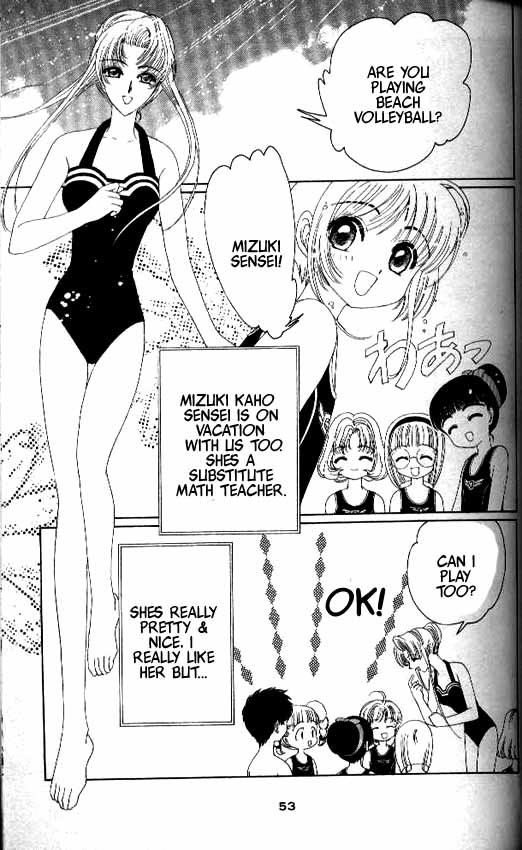 ARE YOU
PLAYING
BEACH
VOLLEYBALL?
MIZUKI
SENSEI!
わあっ
MIZUKI KAHO
SENSEI IS ON
VACATION
WITH US TOO.
SHES A
SUBSTITUTE
MATH TEACHER.
CAN I
PLAY
TOO?
OK!
SHES REALLY
PRETTY &
NICE. I
REALLY LIKE
HER BUT...
53